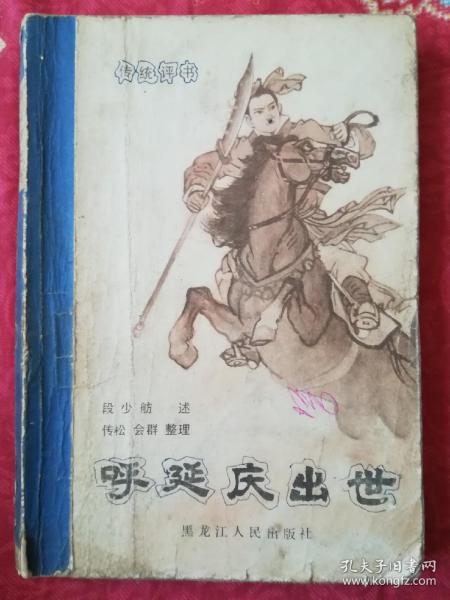 传统评书
段少舫 述
传松 会群 整理
呼延庆出世
黑龙江人民出版社
孔夫子旧书网
www.kongfz.com